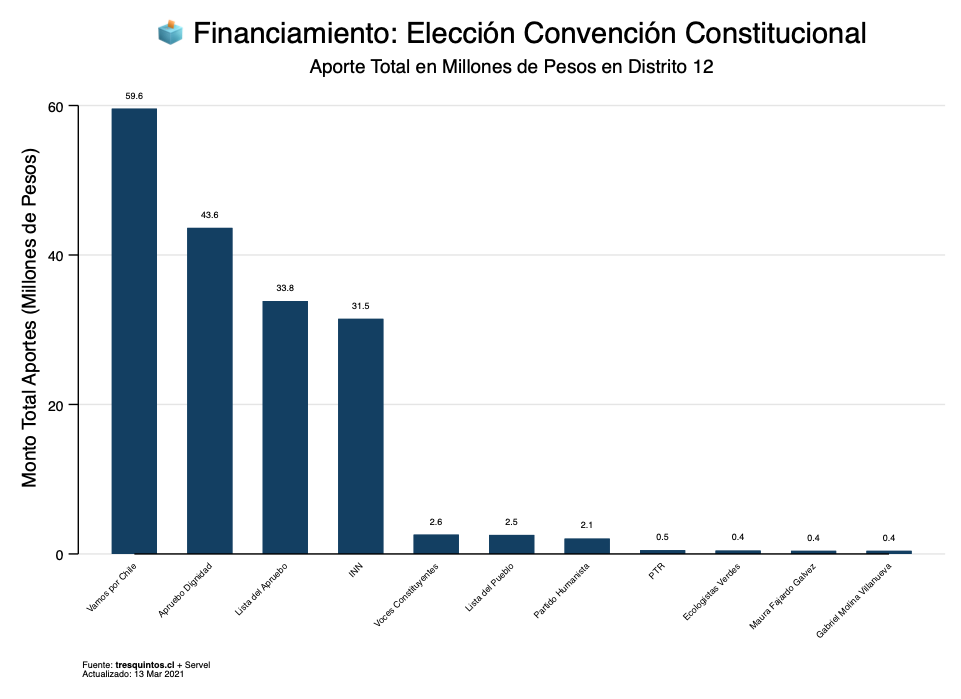 Financiamiento: Elección Convención Constitucional
Aporte Total en Millones de Pesos en Distrito 12
Monto Total Aportes (Millones de Pesos)
60
40
20
0
59.6
43.6
33.8
31.5
2.6
2.5
2.1
0.5
0.4
0.4
0.4
Vamos por Chile
Apruebo Dignidad
Lista del Apruebo
INN
Voces Constituyentes
Lista del Pueblo
Partido Humanista
PTR
Ecologistas Verdes
Maura Fajardo Galvez
Gabriel Molina Villanueva
Fuente: tresquintos.cl + Servel
Actualizado: 13 Mar 2021